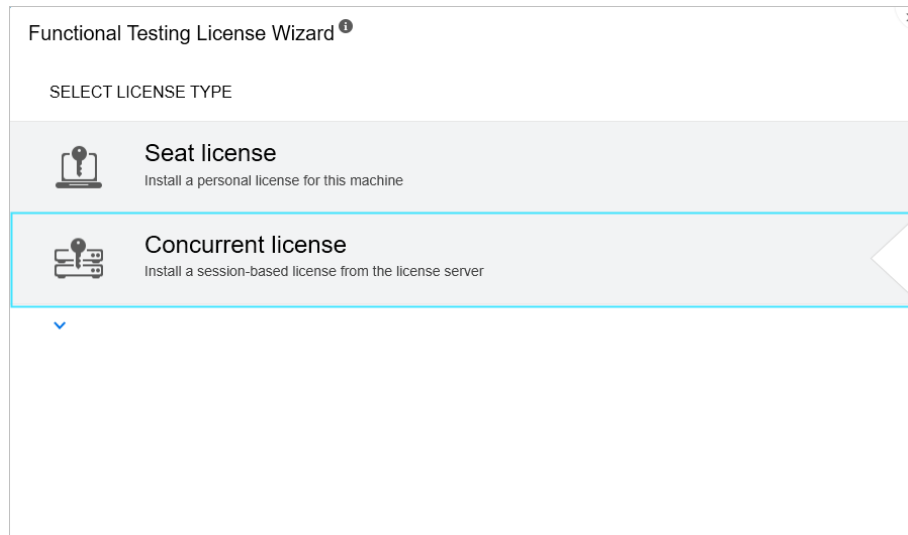 Functional Testing License Wizard
SELECT LICENSE TYPE
Seat license
Install a personal license for this machine
Concurrent license
Install a session-based license from the license server